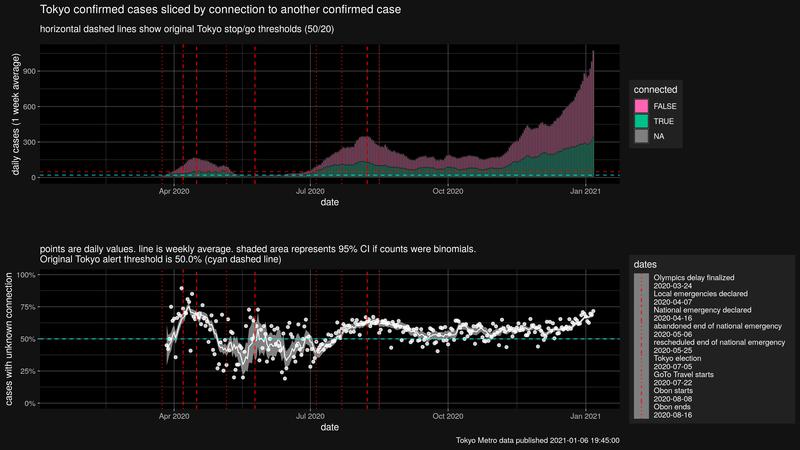 Tokyo confirmed cases sliced by connection to another confirmed case
horizontal dashed lines show original Tokyo stop/go thresholds (50/20)
daily cases (1 week average)
900
600
300
0
Apr 2020
Jul 2020
Oct 2020
Jan 2021
date
connected
FALSE
TRUE
NA
points are daily values. line is weekly average. shaded area represents 95% CI if counts were binomials.
Original Tokyo alert threshold is 50.0% (cyan dashed line)
cases with unknown connection
100%
75%
50%
25%
0%
Apr 2020
Jul 2020
Oct 2020
Jan 2021
date
dates
Olympics delay finalized
2020-03-24
Local emergencies declared
2020-04-07
National emergency declared
2020-04-16
abandoned end of national emergency
2020-05-06
rescheduled end of national emergency
2020-05-25
Tokyo election
2020-07-05
GoTo Travel starts
2020-07-22
Obon starts
2020-08-08
Obon ends
2020-08-16
Tokyo Metro data published 2021-01-06 19:45:00